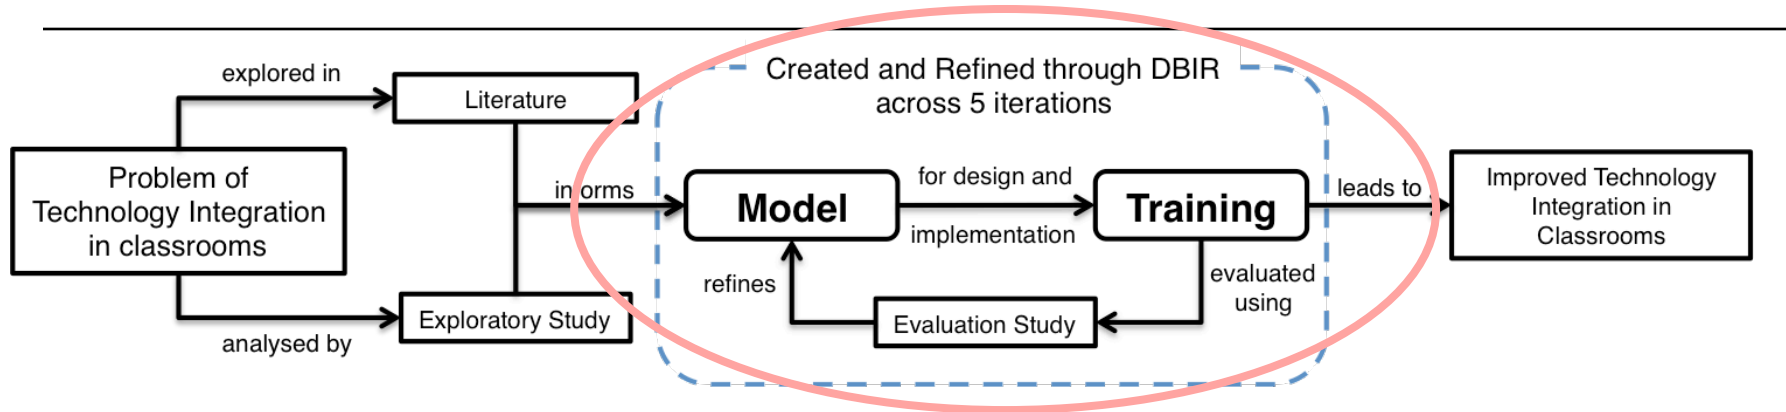 explored in
Literature
Problem of
Technology Integration
in classrooms
Exploratory Study
analysed by
informs
Created and Refined through DBIR
across 5 iterations
Model
for design and
implementation
Training
evaluated
using
Evaluation Study
refines
leads to
Improved Technology
Integration in
Classrooms